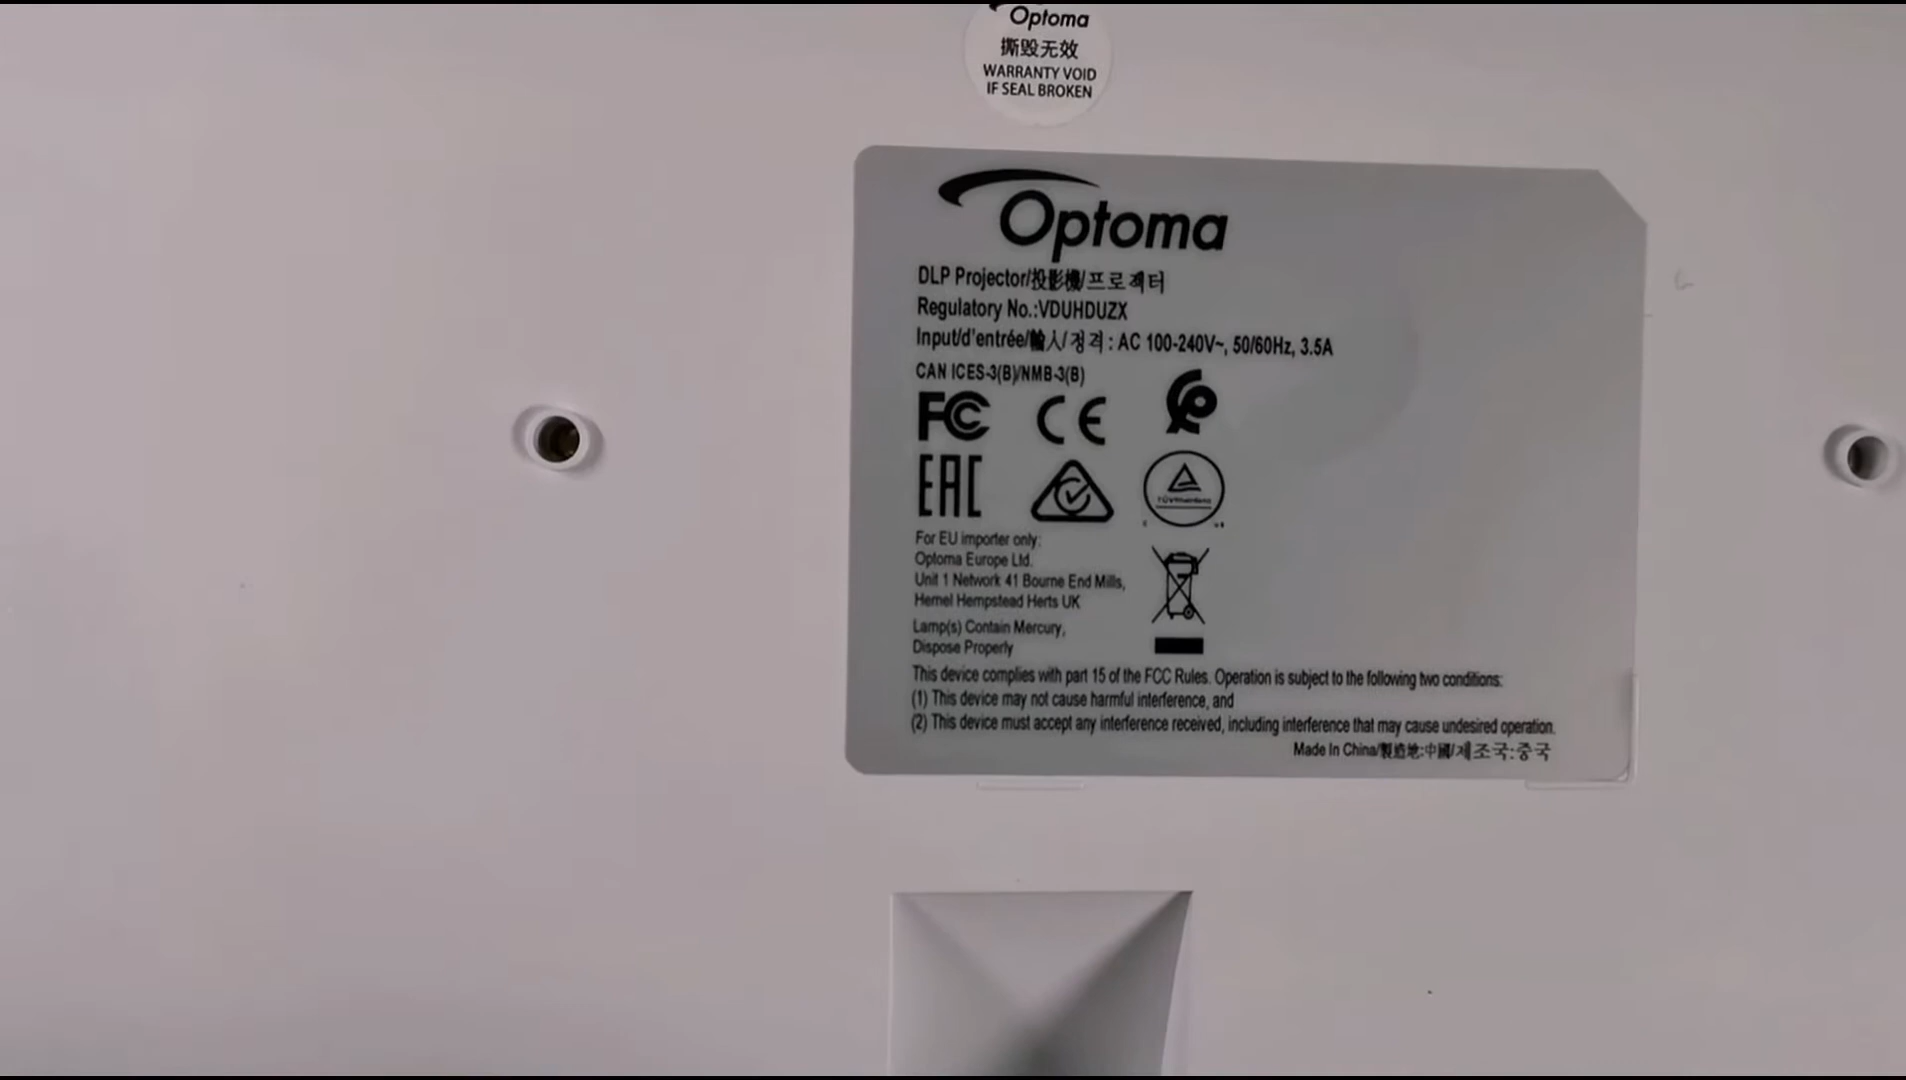 Optoma
撕毁无效
WARRANTY VOID
IF SEAL BROKEN
Optoma
DLP Projector/投影機/프로젝터
Regulatory No.:VDUHDUZX
Input/d'entrée/輸入/정격: AC 100-240V~, 50/60Hz, 3.5A
CAN ICES-3(B)/NMB-3(B)
FC CE
EAC
For EU importer only:
Optoma Europe Ltd.
Unit 1 Network 41 Bourne End Mills,
Hemel Hempstead Herts UK
Lamp(s) Contain Mercury,
Dispose Properly
This device complies with part 15 of the FCC Rules. Operation is subject to the following two conditions:
(1) This device may not cause harmful interference, and
(2) This device must accept any interference received, including interference that may cause undesired operation.
Made In China/製造地:中國/제조국:중국